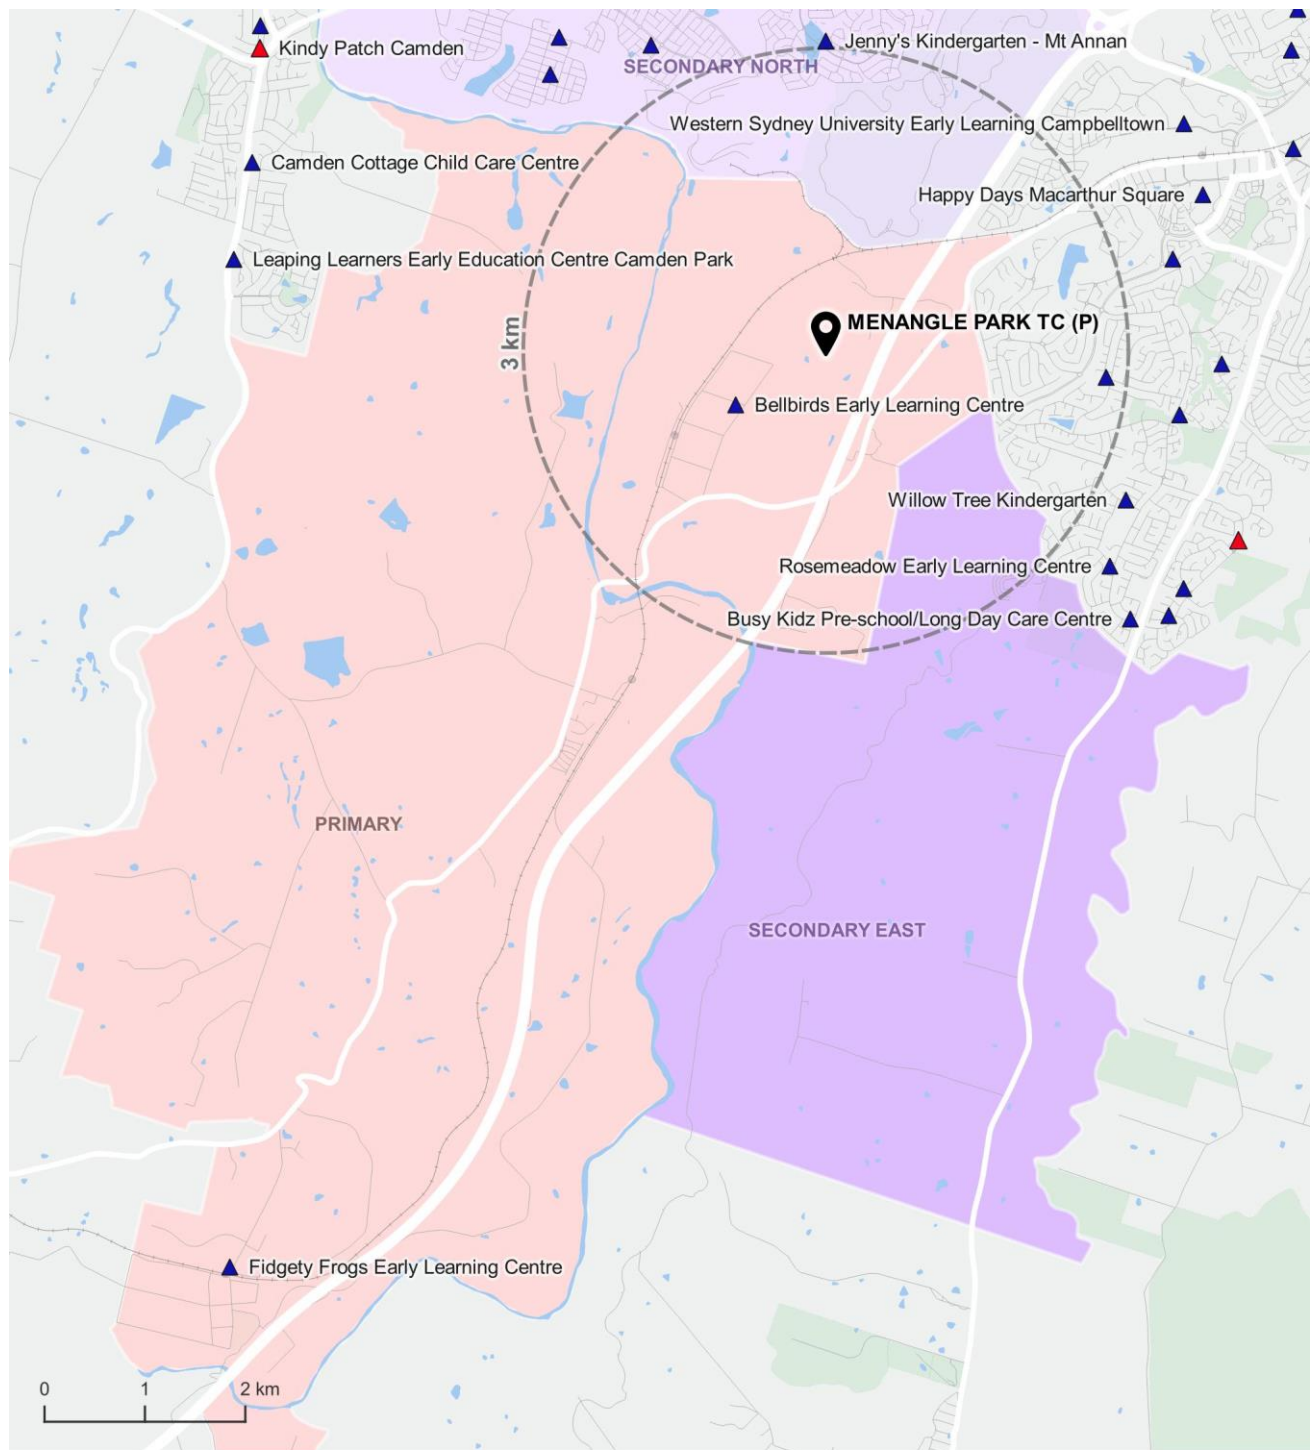 Kindy Patch Camden
Jenny's Kindergarten - Mt Annan
SECONDARY NORTH
Western Sydney University Early Learning Campbelltown
Camden Cottage Child Care Centre
Happy Days Macarthur Square
Leaping Learners Early Education Centre Camden Park
MENANGLE PARK TC (P)
3 km
Bellbirds Early Learning Centre
Willow Tree Kindergarten
Rosemeadow Early Learning Centre
Busy Kidz Pre-school/Long Day Care Centre
PRIMARY
SECONDARY EAST
Fidgety Frogs Early Learning Centre
0 1 2 km